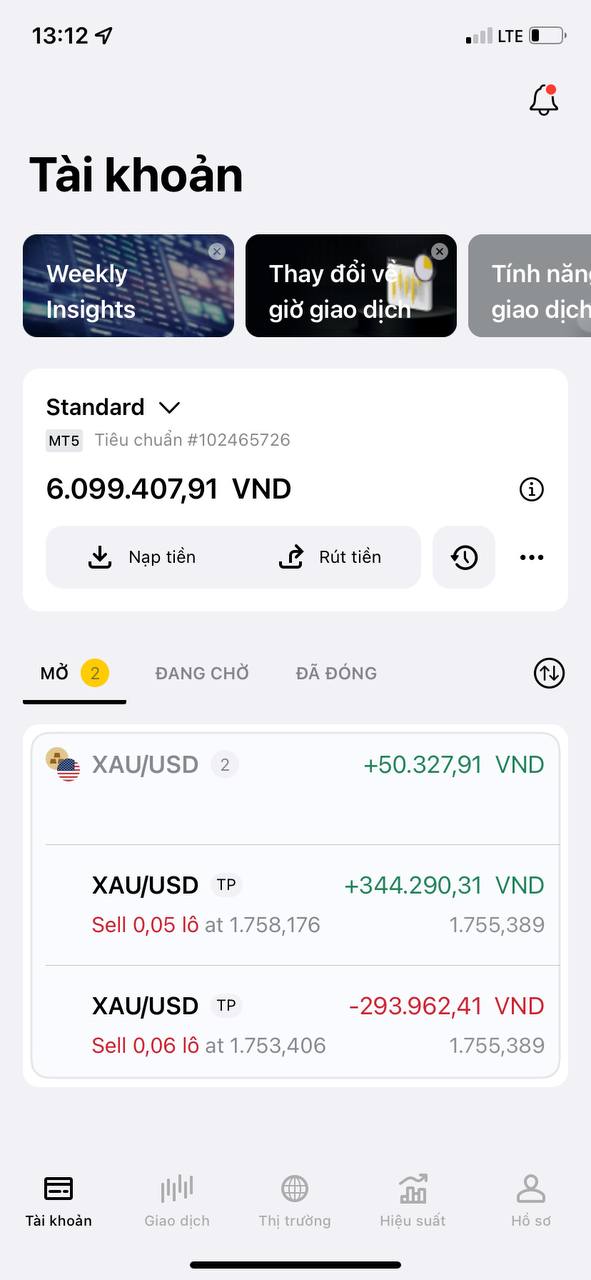 13:12
LTE
Tài khoản
Weekly
Insights
Thay đổi về
giờ giao dịch
Tính năng
giao dịch
Standard
MT5 Tiêu chuẩn #102465726
6.099.407,91 VND
Nạp tiền
Rút tiền
MỞ 2
ĐANG CHỜ
ĐÃ ĐÓNG
XAU/USD 2 +50.327,91 VND
XAU/USD TP +344.290,31 VND
Sell 0,05 lô at 1.758,176 1.755,389
XAU/USD TP -293.962,41 VND
Sell 0,06 lô at 1.753,406 1.755,389
Tài khoản
Giao dịch
Thị trường
Hiệu suất
Hồ sơ